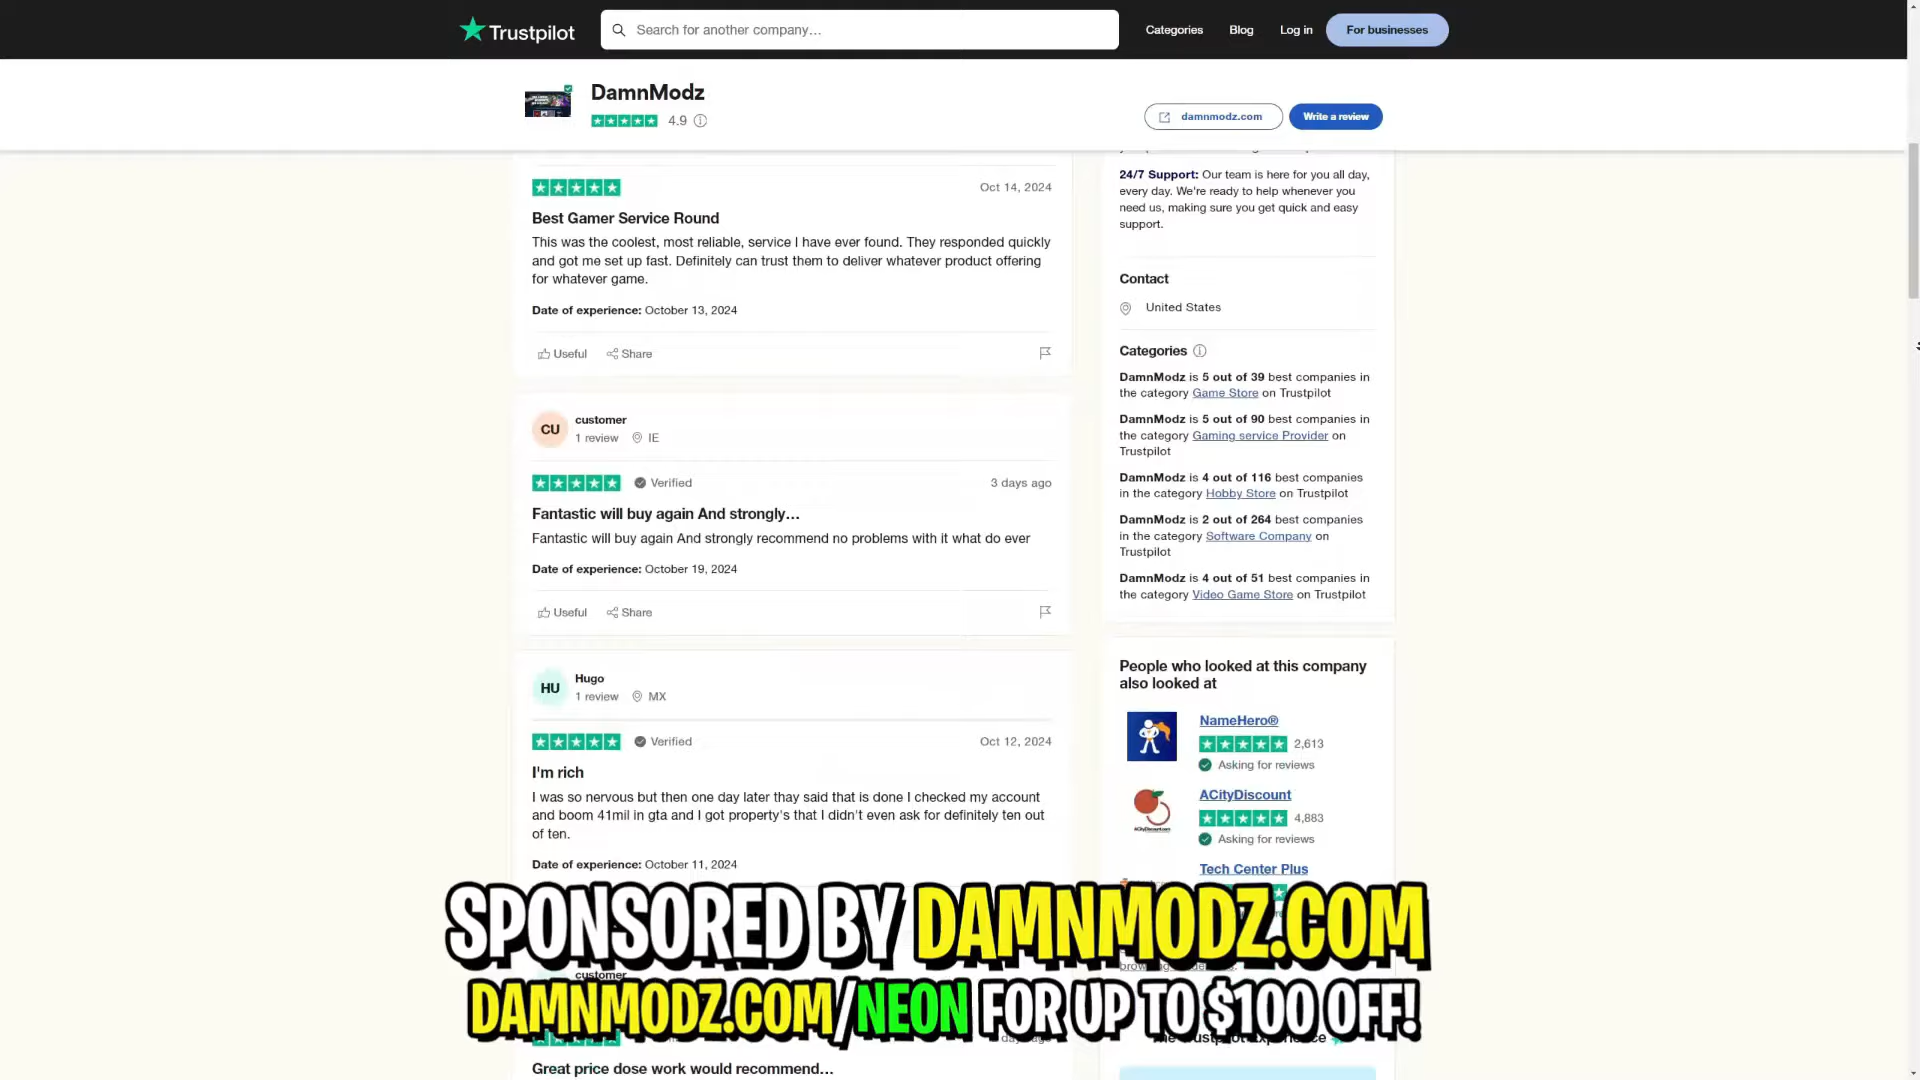 Trustpilot
Search for another company…
Categories
Blog
Log in
For businesses
DamnModz
4.9
damnmodz.com
Write a review
Oct 14, 2024
Best Gamer Service Round
This was the coolest, most reliable, service I have ever found. They responded quickly
and got me set up fast. Definitely can trust them to deliver whatever product offering
for whatever game.
Date of experience: October 13, 2024
Useful
Share
CU
customer
1 review
IE
Verified
3 days ago
Fantastic will buy again And strongly…
Fantastic will buy again And strongly recommend no problems with it what do ever
Date of experience: October 19, 2024
Useful
Share
HU
Hugo
1 review
MX
Verified
Oct 12, 2024
I'm rich
I was so nervous but then one day later thay said that is done I checked my account
and boom 41mil in gta and I got property's that I didn't even ask for definitely ten out
of ten.
Date of experience: October 11, 2024
customer
Great price dose work would recommend…
24/7 Support: Our team is here for you all day,
every day. We're ready to help whenever you
need us, making sure you get quick and easy
support.
Contact
United States
Categories
DamnModz is 5 out of 39 best companies in
the category Game Store on Trustpilot
DamnModz is 5 out of 90 best companies in
the category Gaming service Provider on
Trustpilot
DamnModz is 4 out of 116 best companies
in the category Hobby Store on Trustpilot
DamnModz is 2 out of 264 best companies
in the category Software Company on
Trustpilot
DamnModz is 4 out of 51 best companies in
the category Video Game Store on Trustpilot
People who looked at this company
also looked at
NameHero®
2,613
Asking for reviews
ACityDiscount
4,883
Asking for reviews
Tech Center Plus
The Trustpilot Experience
SPONSORED BY DAMNMODZ.COM
DAMNMODZ.COM/NEON FOR UP TO $100 OFF!